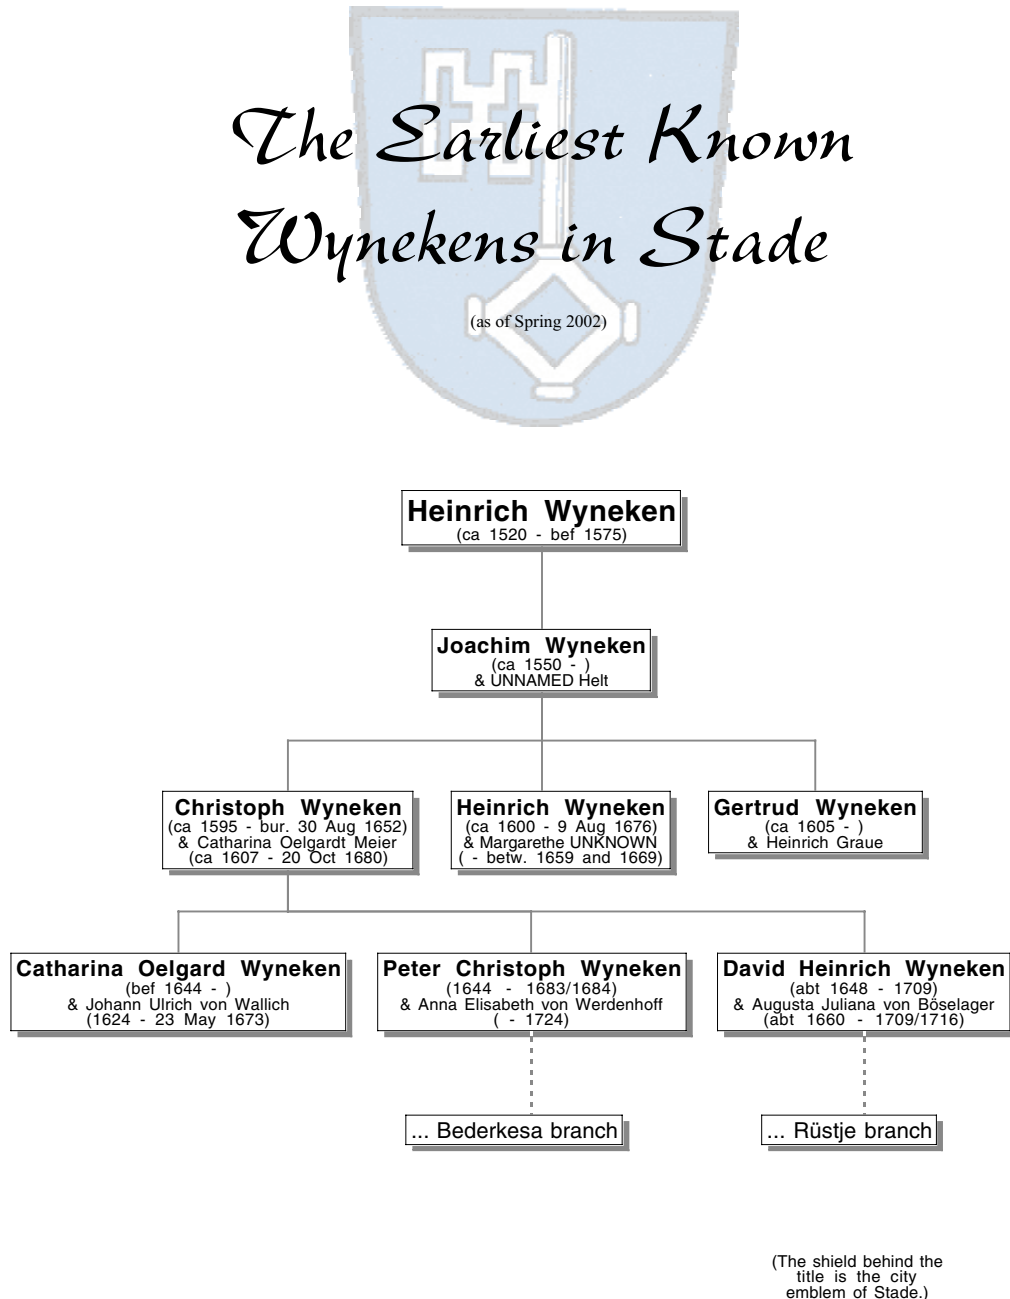 The Earliest Known
Wynekens in Stade
(as of Spring 2002)
Heinrich Wyneken
(ca 1520 - bef 1575)
Joachim Wyneken
(ca 1550 - )
& UNNAMED Helt
Christoph Wyneken
(ca 1595 - bur. 30 Aug 1652)
& Catharina Oelgardt Meier
(ca 1607 - 20 Oct 1680)
Heinrich Wyneken
(ca 1600 - 9 Aug 1676)
& Margarethe UNKNOWN
( - betw. 1659 and 1669)
Gertrud Wyneken
(ca 1605 - )
& Heinrich Graue
Catharina Oelgard Wyneken
(bef 1644 - )
& Johann Ulrich von Wallich
(1624 - 23 May 1673)
Peter Christoph Wyneken
(1644 - 1683/1684)
& Anna Elisabeth von Werdenhoff
( - 1724)
David Heinrich Wyneken
(abt 1648 - 1709)
& Augusta Juliana von Böselager
(abt 1660 - 1709/1716)
... Bederkesa branch
... Rüstje branch
(The shield behind the
title is the city
emblem of Stade.)